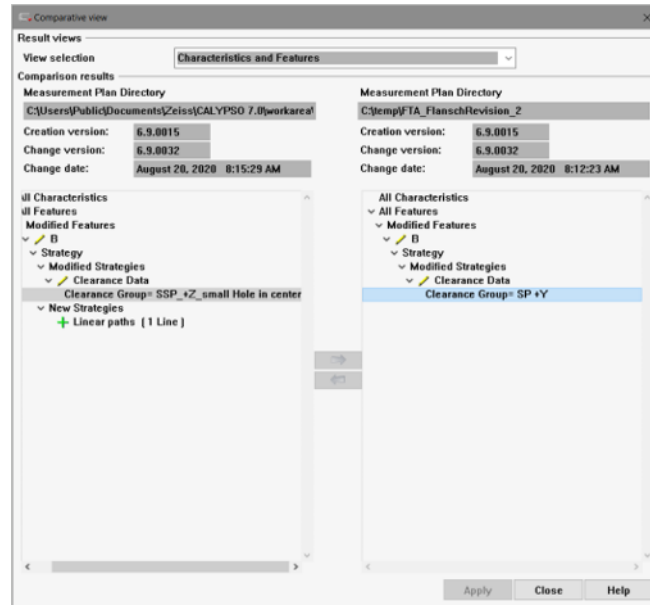 Comparative view
Result views
View selection Characteristics and Features
Comparison results
Measurement Plan Directory
C:\Users\Public\Documents\Zeiss\CALYPSO 7.0\workarea\
Creation version: 6.9.0015
Change version: 6.9.0032
Change date: August 20, 2020 8:15:29 AM
All Characteristics
All Features
Modified Features
B
Strategy
Modified Strategies
Clearance Data
Clearance Group= SSP_+Z_small Hole in center
New Strategies
Linear paths ( 1 Line )
Measurement Plan Directory
C:\temp\FTA_FlanschRevision_2
Creation version: 6.9.0015
Change version: 6.9.0032
Change date: August 20, 2020 8:12:23 AM
All Characteristics
All Features
Modified Features
B
Strategy
Modified Strategies
Clearance Data
Clearance Group= SP +Y
Apply Close Help